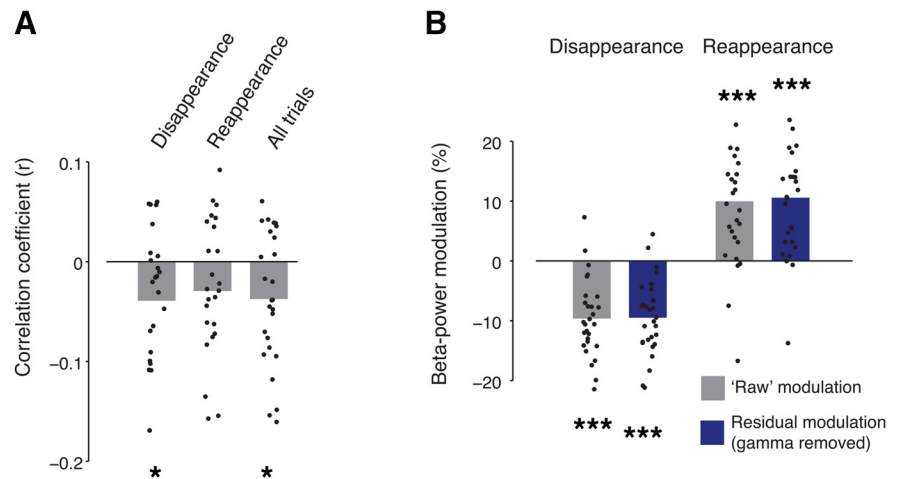 A
B
Disappearance
Reappearance
All trials
Correlation coefficient (r)
0.1
0
−0.1
−0.2
*
*
Disappearance
Reappearance
***
***
Beta-power modulation (%)
20
10
0
−10
−20
***
***
‘Raw’ modulation
Residual modulation
(gamma removed)